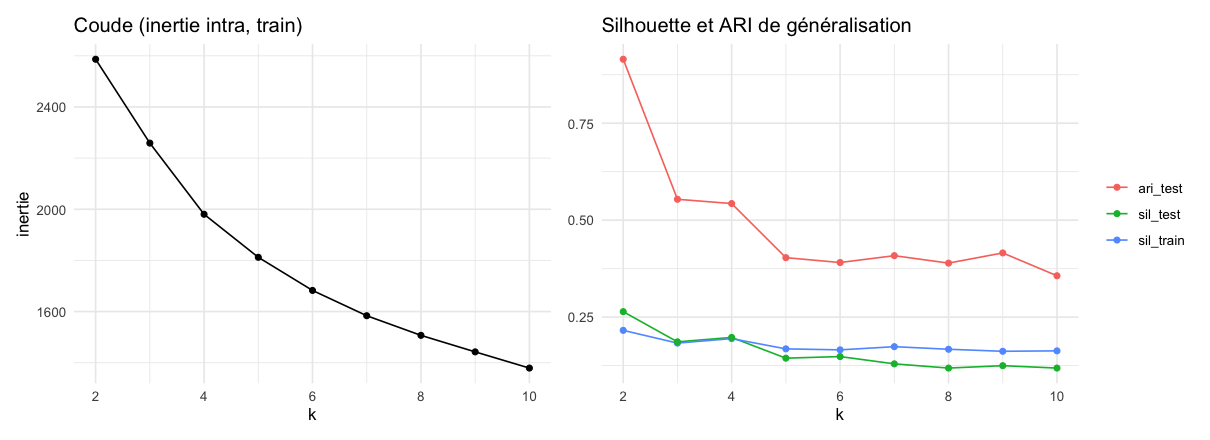 Coude (inertie intra, train)
inertie
2400
2000
1600
2 4 6 8 10
k
Silhouette et ARI de généralisation
0.75
0.50
0.25
2 4 6 8 10
k
ari_test
sil_test
sil_train